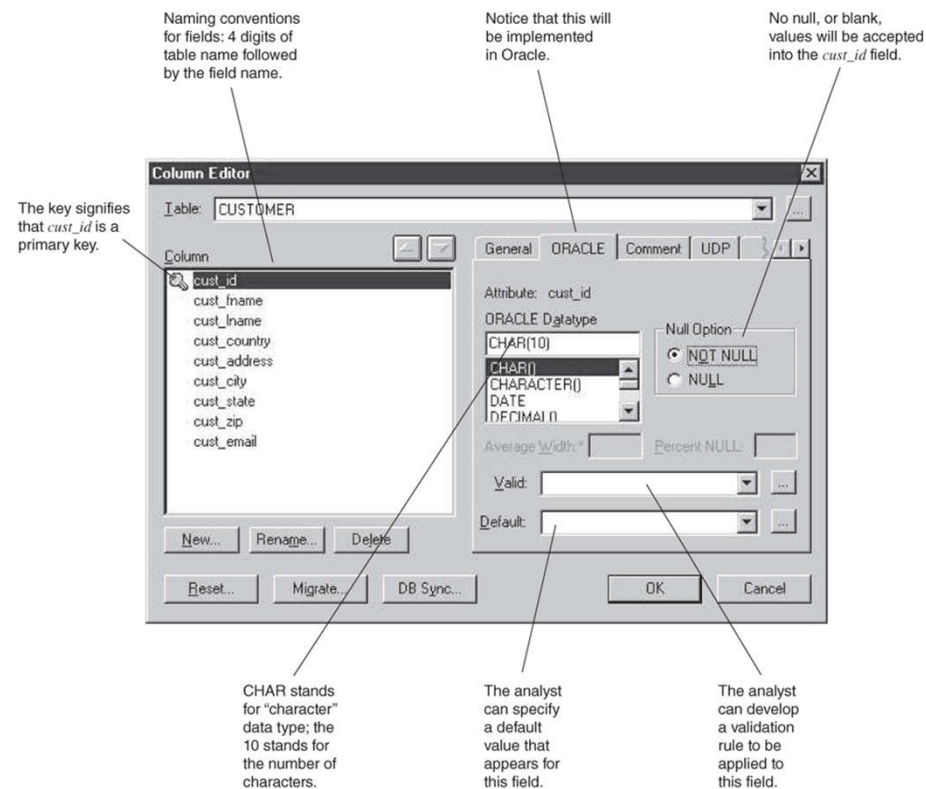 Naming conventions
for fields: 4 digits of
table name followed
by the field name.
Notice that this will
be implemented
in Oracle.
No null, or blank,
values will be accepted
into the cust_id field.
The key signifies
that cust_id is a
primary key.
Column Editor
Table: CUSTOMER
...
Column
cust_id
cust_fname
cust_lname
cust_country
cust_address
cust_city
cust_state
cust_zip
cust_email
New...
Rename...
Delete
General
ORACLE
Comment
UDP
Attribute: cust_id
ORACLE Datatype
CHAR(10)
CHAR()
CHARACTER()
DATE
DECIMAL()
Null Option
NOT NULL
NULL
Average Width:*
Percent NULL:
Valid:
...
Default:
...
Reset...
Migrate...
DB Sync...
OK
Cancel
CHAR stands
for “character”
data type; the
10 stands for
the number of
characters.
The analyst
can specify
a default
value that
appears for
this field.
The analyst
can develop
a validation
rule to be
applied to
this field.